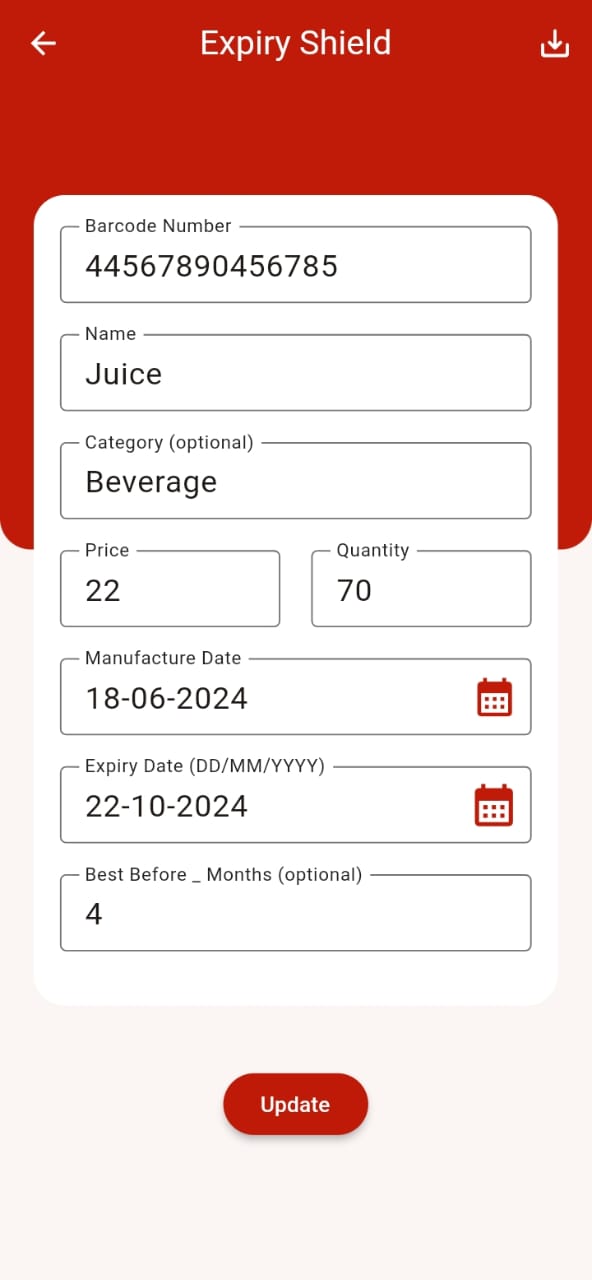 Expiry Shield
Barcode Number
44567890456785
Name
Juice
Category (optional)
Beverage
Price
22
Quantity
70
Manufacture Date
18-06-2024
Expiry Date (DD/MM/YYYY)
22-10-2024
Best Before _ Months (optional)
4
Update